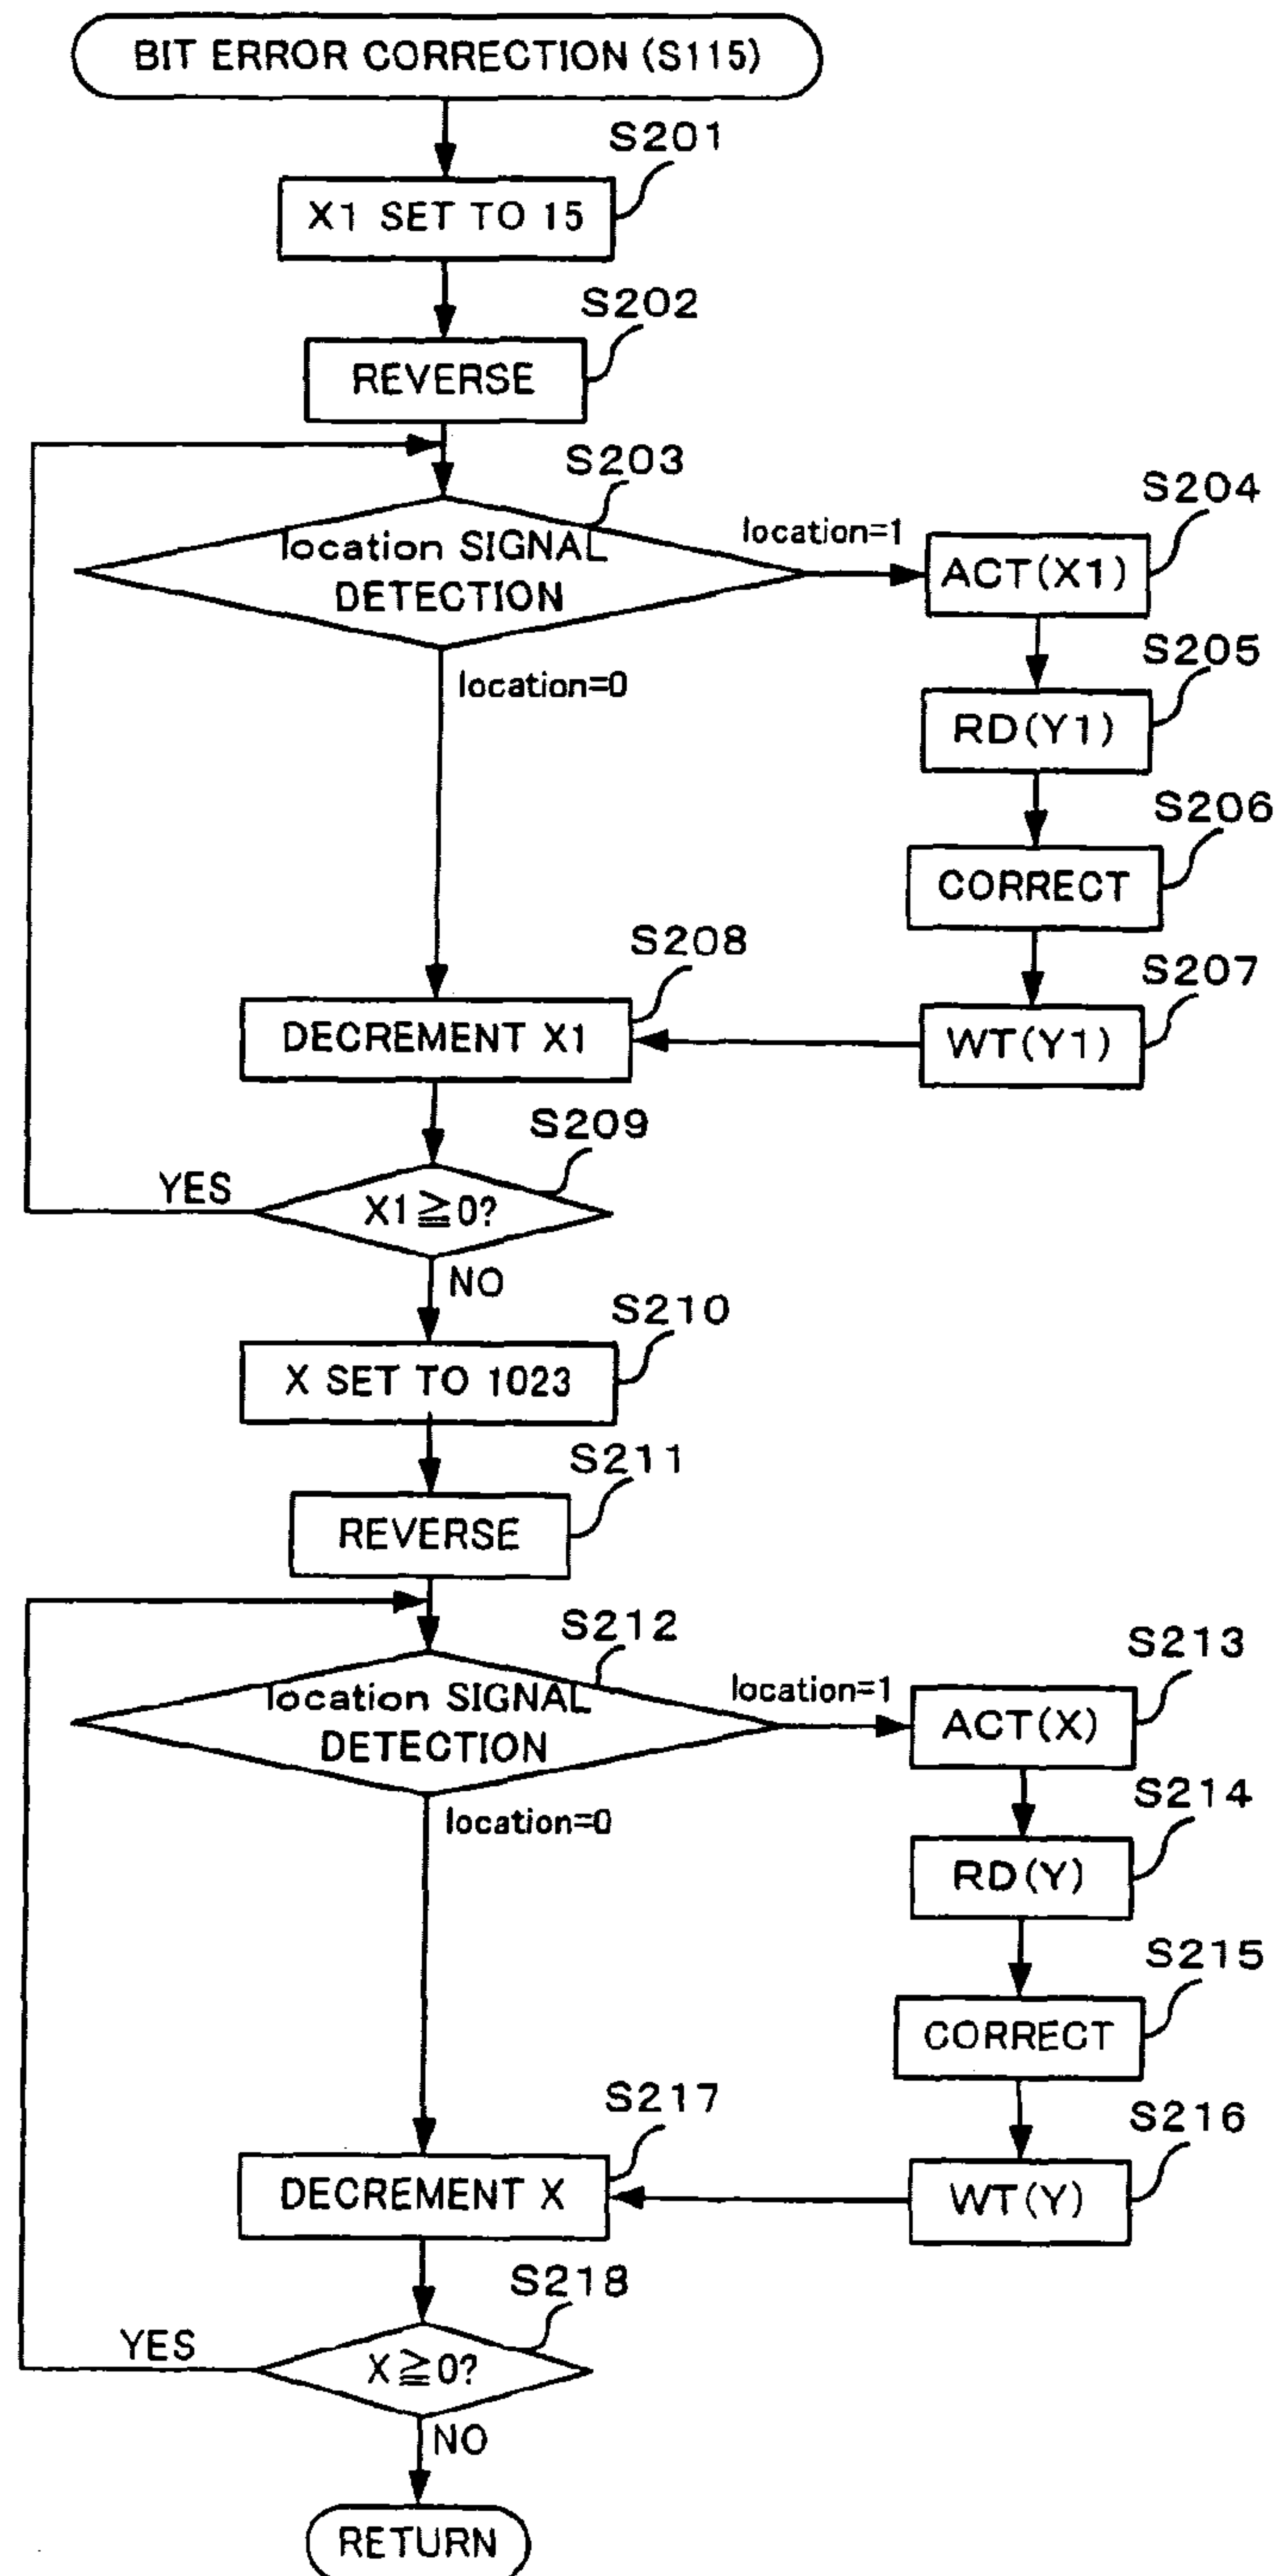 BIT ERROR CORRECTION (S115)
S201
X1 SET TO 15
S202
REVERSE
S203
location SIGNAL
DETECTION
location=1
S204
ACT(X1)
location=0
S205
RD(Y1)
S206
CORRECT
S207
WT(Y1)
S208
DECREMENT X1
S209
X1≧0?
YES
NO
S210
X SET TO 1023
S211
REVERSE
S212
location SIGNAL
DETECTION
location=1
S213
ACT(X)
location=0
S214
RD(Y)
S215
CORRECT
S216
WT(Y)
S217
DECREMENT X
S218
X≧0?
YES
NO
RETURN